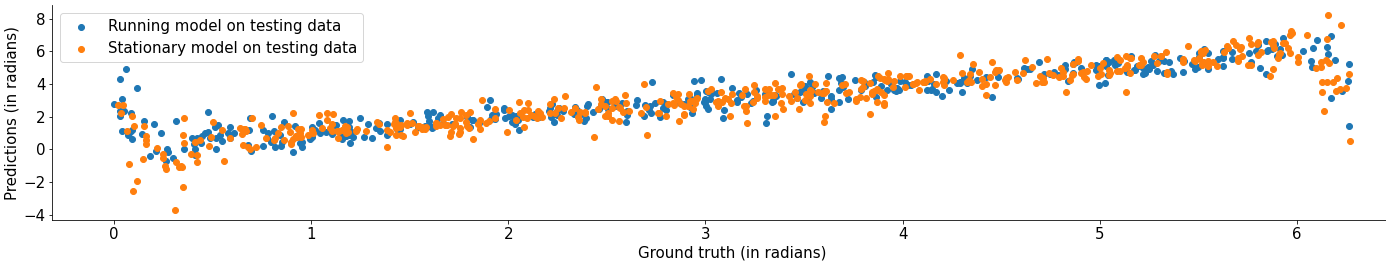 Predictions (in radians)
8
6
4
2
0
−2
−4
Running model on testing data
Stationary model on testing data
0 1 2 3 4 5 6
Ground truth (in radians)